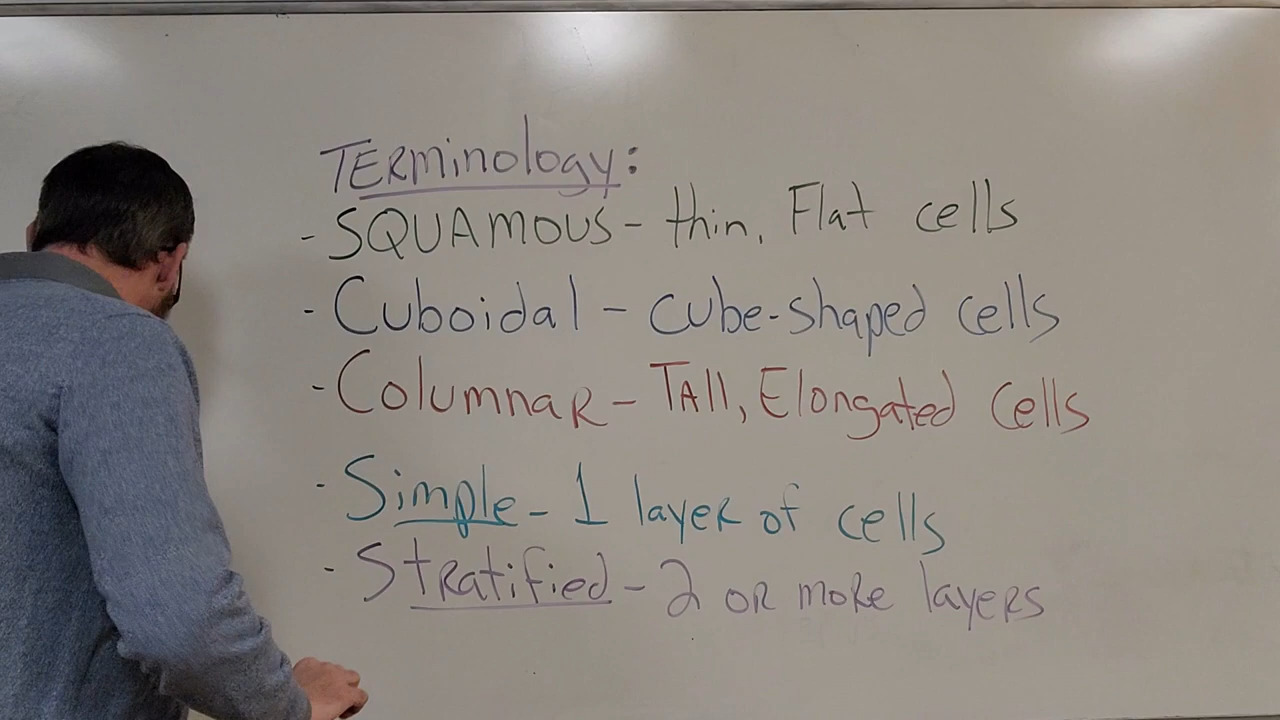 TERminology:
- SQUAMOUS - thin, Flat cells
- Cuboidal - cube-shaped cells
- ColumnaR - TAll, Elongated Cells
- Simple - 1 layeR of cells
- StRatified - 2 oR moRe layeRs